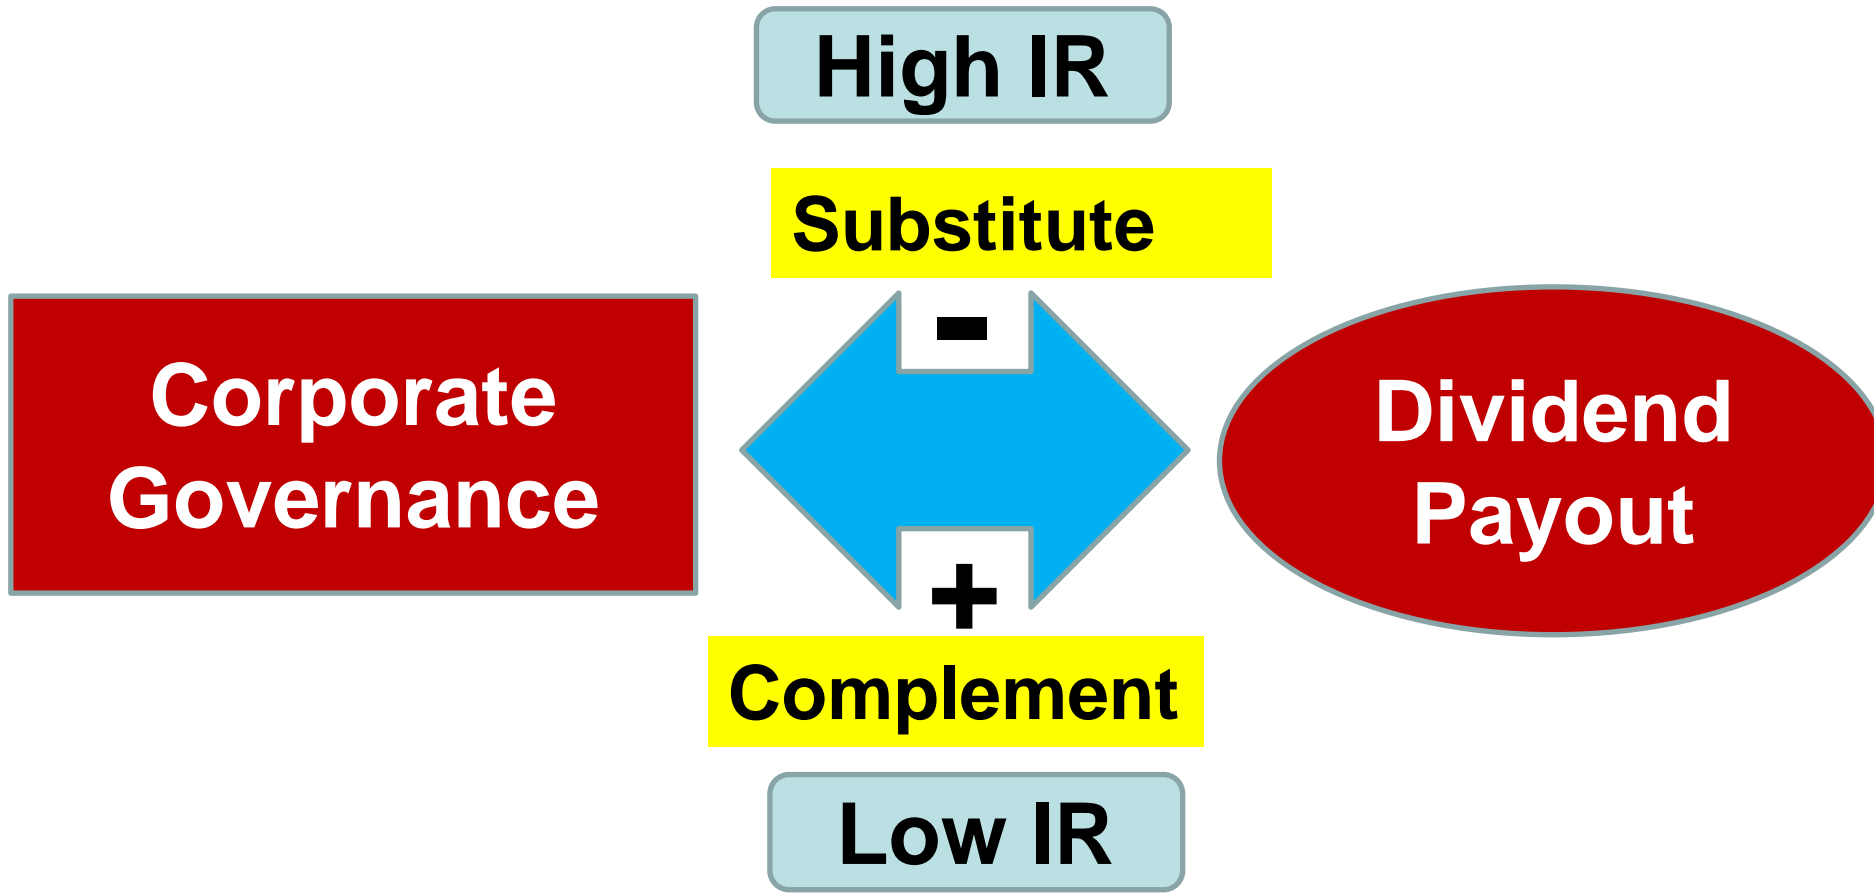 High IR
Substitute
-
Corporate
Governance
Dividend
Payout
+
Complement
Low IR